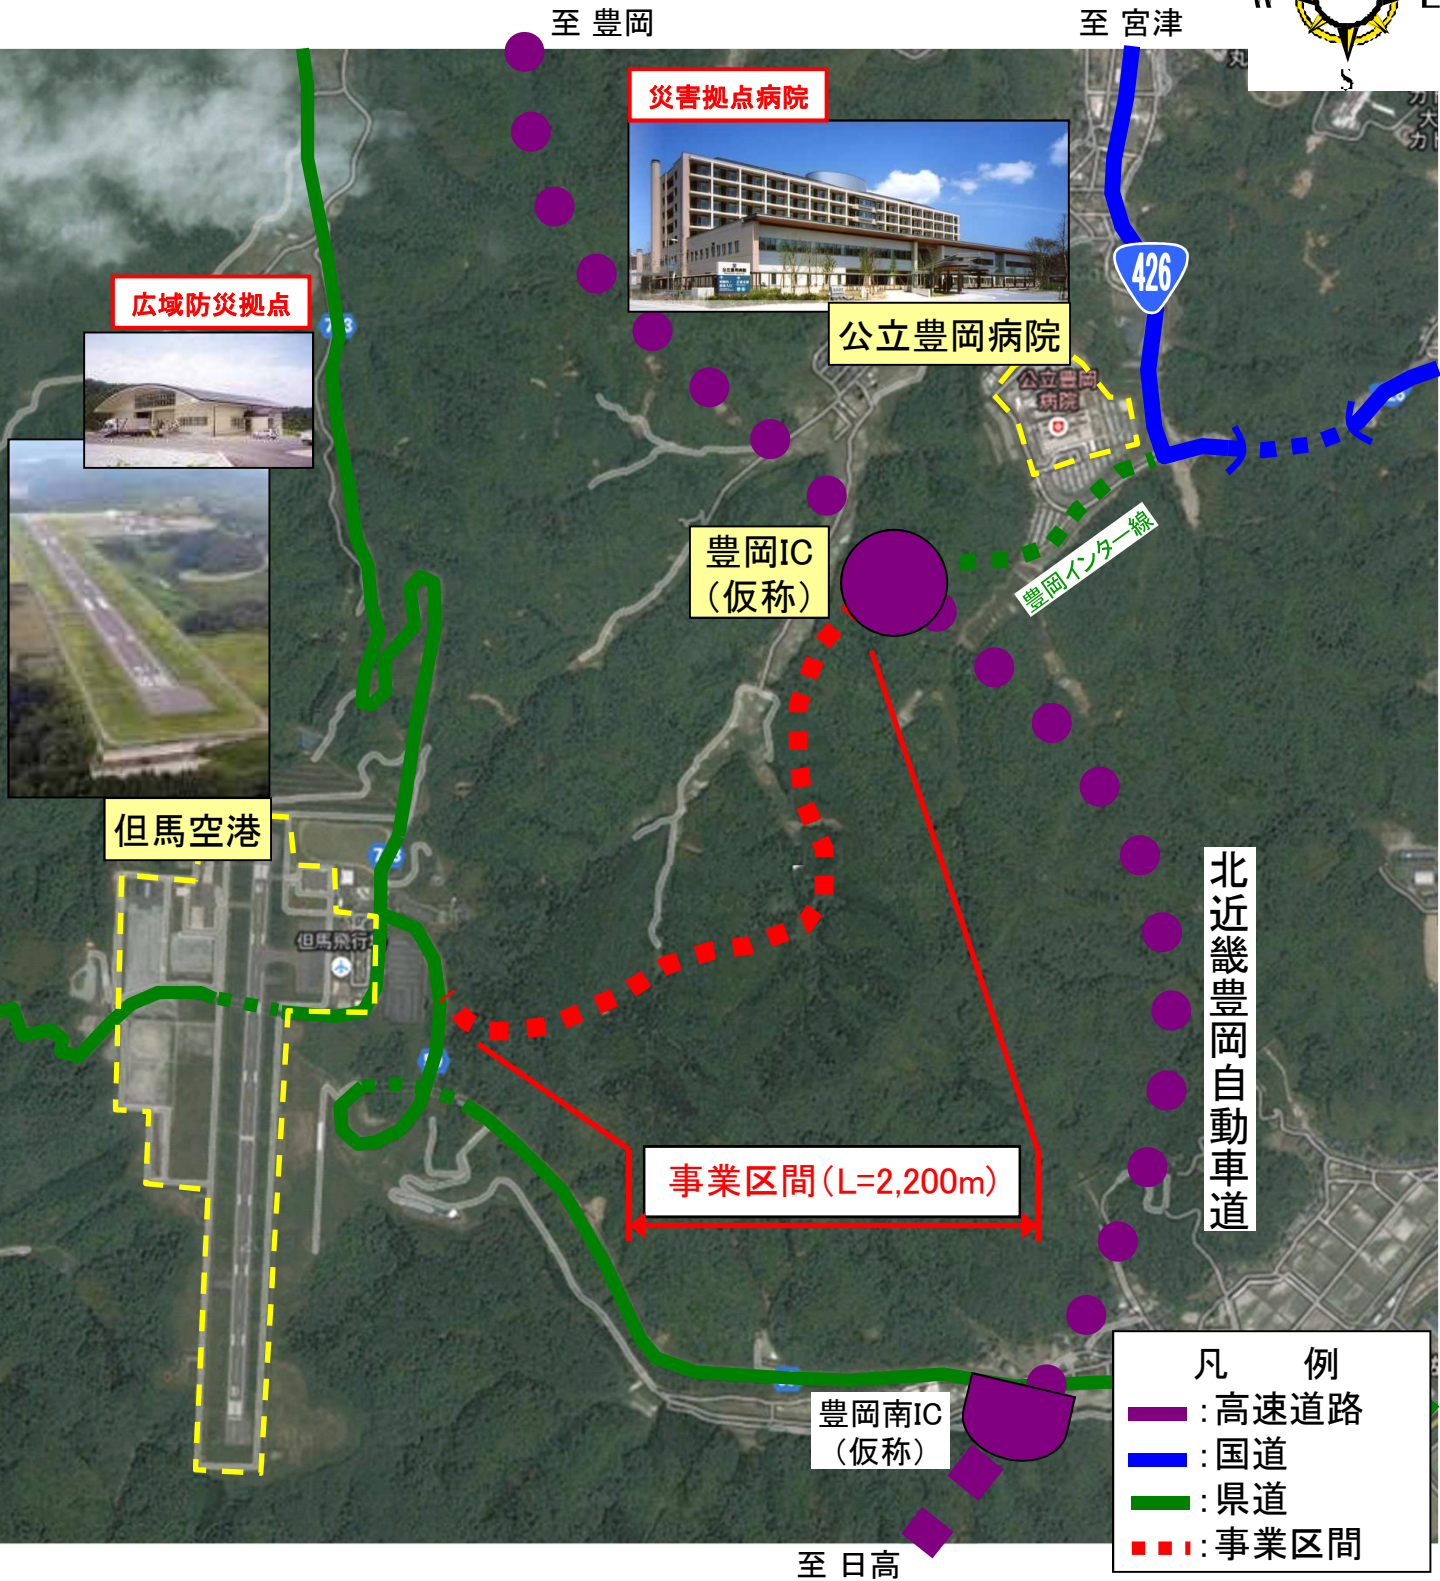 至 豊岡
至 宮津
W
E
S
災害拠点病院
公立豊岡病院
426
広域防災拠点
但馬空港
公立豊岡
病院
豊岡IC
(仮称)
豊岡インター線
但馬飛行
北近畿豊岡自動車道
事業区間(L=2,200m)
豊岡南IC
(仮称)
至 日高
凡 例
:高速道路
:国道
:県道
:事業区間